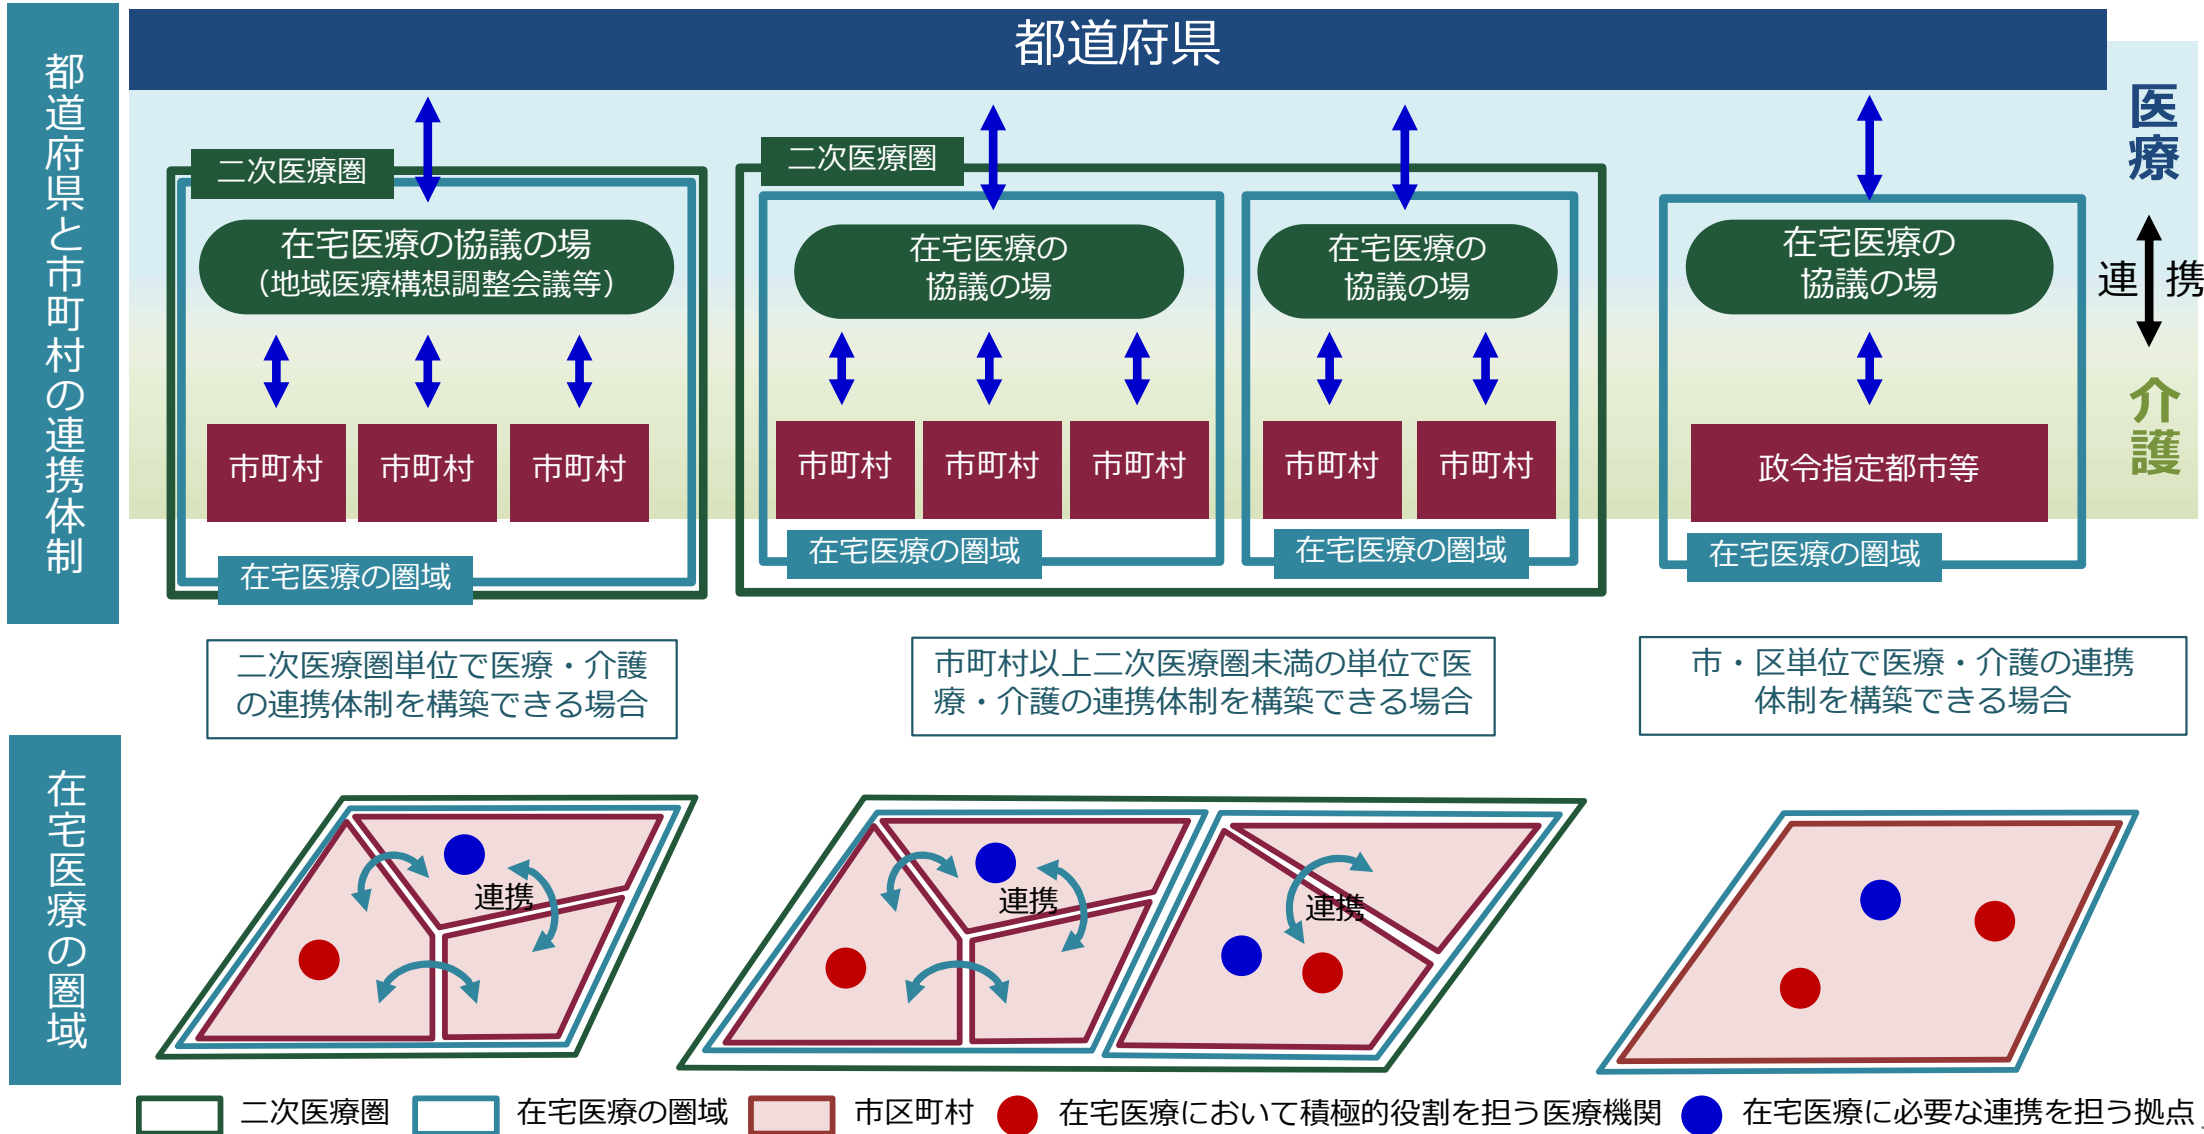 都道府県と市町村の連携体制
都道府県
医療
連携
介護
二次医療圏
在宅医療の協議の場
（地域医療構想調整会議等）
市町村
市町村
市町村
在宅医療の圏域
二次医療圏
在宅医療の
協議の場
市町村
市町村
市町村
在宅医療の圏域
在宅医療の
協議の場
市町村
市町村
在宅医療の圏域
在宅医療の
協議の場
政令指定都市等
在宅医療の圏域
二次医療圏単位で医療・介護
の連携体制を構築できる場合
市町村以上二次医療圏未満の単位で医
療・介護の連携体制を構築できる場合
市・区単位で医療・介護の連携
体制を構築できる場合
在宅医療の圏域
連携
連携
連携
二次医療圏
在宅医療の圏域
市区町村
在宅医療において積極的役割を担う医療機関
在宅医療に必要な連携を担う拠点